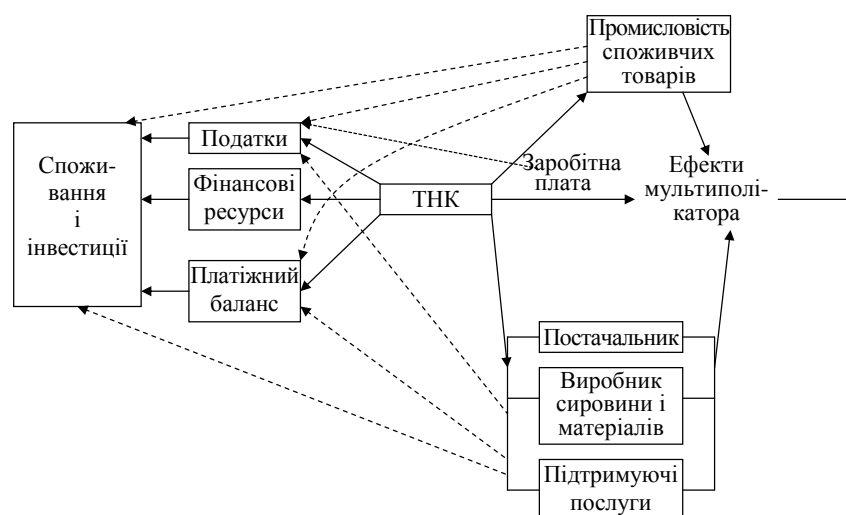 Промисловість
споживчих
товарів
Податки
Спожи-
вання
і
інвестиції
Фінансові
ресурси
ТНК
Заробітна
плата
Ефекти
мультиполі-
катора
Платіжний
баланс
Постачальник
Виробник
сировини і
матеріалів
Підтримуючі
послуги